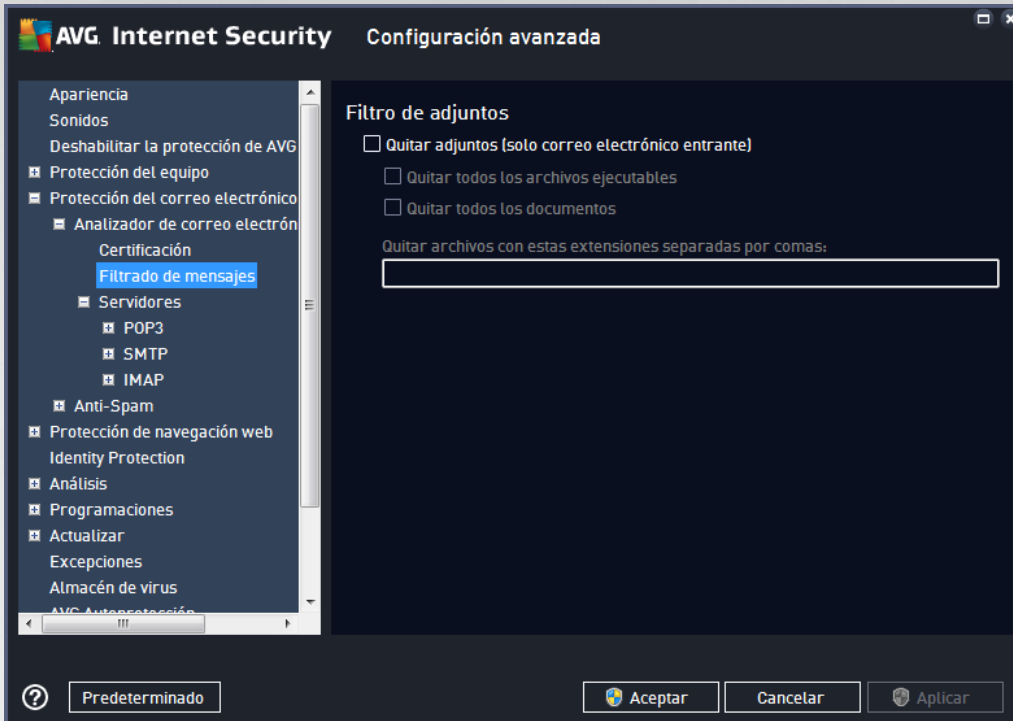 AVG. Internet Security Configuración avanzada
Apariencia
Sonidos
Deshabilitar la protección de AVG
Protección del equipo
Protección del correo electrónico
Analizador de correo electrón
Certificación
Filtrado de mensajes
Servidores
POP3
SMTP
IMAP
Anti-Spam
Protección de navegación web
Identity Protection
Análisis
Programaciones
Actualizar
Excepciones
Almacén de virus
AVG Autoprotección
Filtro de adjuntos
Quitar adjuntos (solo correo electrónico entrante)
Quitar todos los archivos ejecutables
Quitar todos los documentos
Quitar archivos con estas extensiones separadas por comas:
? Predeterminado Aceptar Cancelar Aplicar